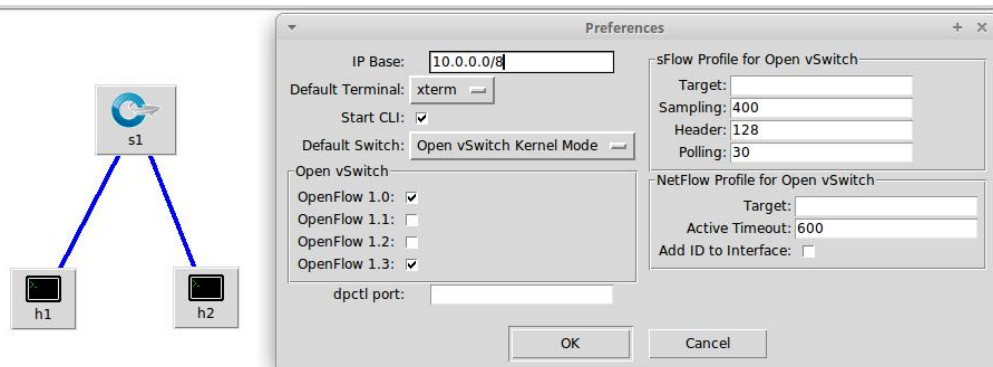 Preferences
IP Base: 10.0.0.0/8
Default Terminal: xterm
Start CLI:
Default Switch: Open vSwitch Kernel Mode
Open vSwitch
OpenFlow 1.0:
OpenFlow 1.1:
OpenFlow 1.2:
OpenFlow 1.3:
dpctl port:
sFlow Profile for Open vSwitch
Target:
Sampling: 400
Header: 128
Polling: 30
NetFlow Profile for Open vSwitch
Target:
Active Timeout: 600
Add ID to Interface:
OK
Cancel
s1
h1
h2